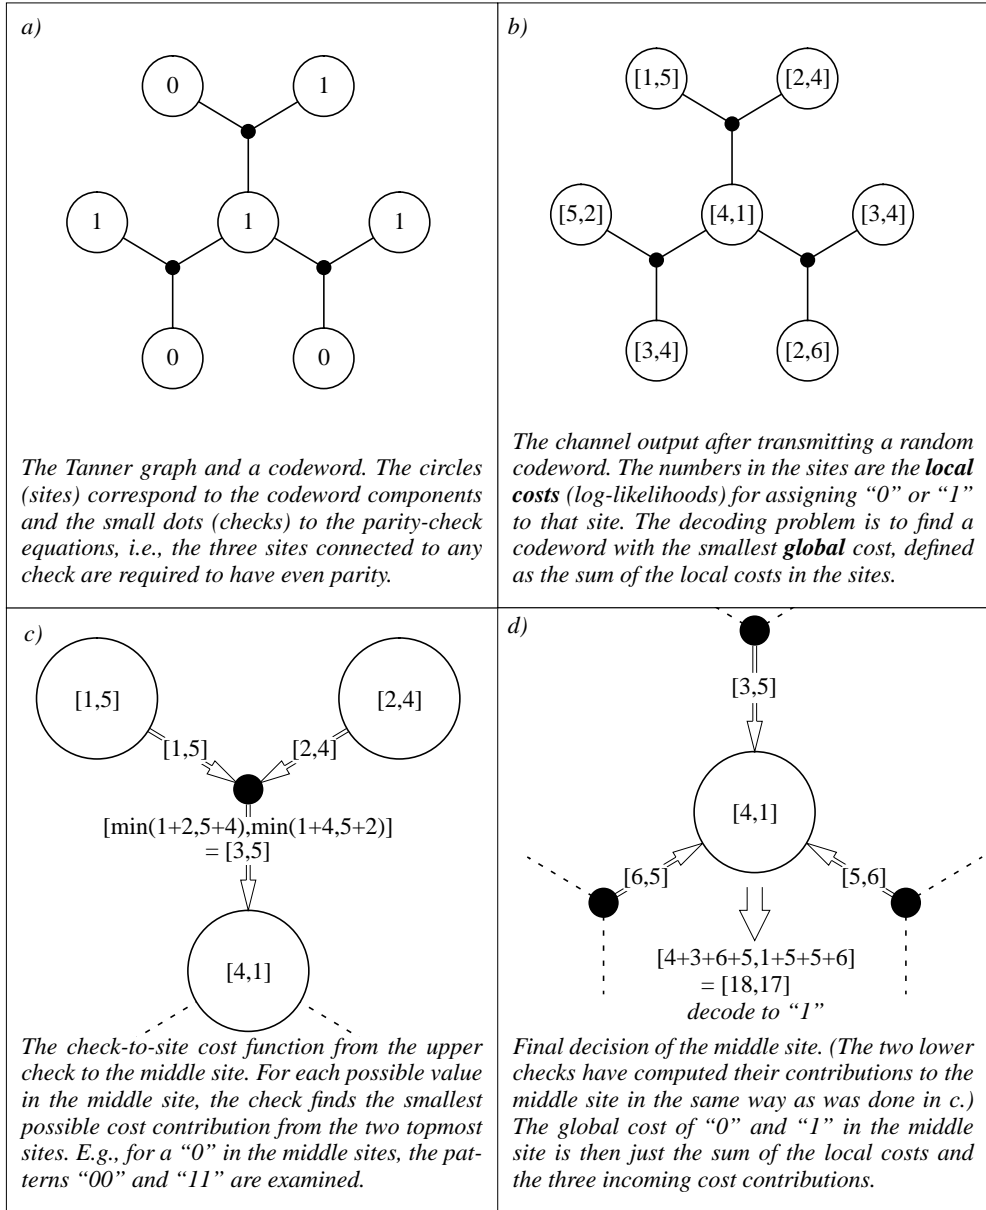 a)
0
1
1
1
1
0
0
The Tanner graph and a codeword. The circles
(sites) correspond to the codeword components
and the small dots (checks) to the parity-check
equations, i.e., the three sites connected to any
check are required to have even parity.
b)
[1,5]
[2,4]
[5,2]
[4,1]
[3,4]
[3,4]
[2,6]
The channel output after transmitting a random
codeword. The numbers in the sites are the local
costs (log-likelihoods) for assigning “0” or “1”
to that site. The decoding problem is to find a
codeword with the smallest global cost, defined
as the sum of the local costs in the sites.
c)
[1,5]
[2,4]
[1,5]
[2,4]
[min(1+2,5+4),min(1+4,5+2)]
= [3,5]
[4,1]
The check-to-site cost function from the upper
check to the middle site. For each possible value
in the middle site, the check finds the smallest
possible cost contribution from the two topmost
sites. E.g., for a “0” in the middle sites, the pat-
terns “00” and “11” are examined.
d)
[3,5]
[4,1]
[6,5]
[5,6]
[4+3+6+5,1+5+5+6]
= [18,17]
decode to “1”
Final decision of the middle site. (The two lower
checks have computed their contributions to the
middle site in the same way as was done in c.)
The global cost of “0” and “1” in the middle
site is then just the sum of the local costs and
the three incoming cost contributions.